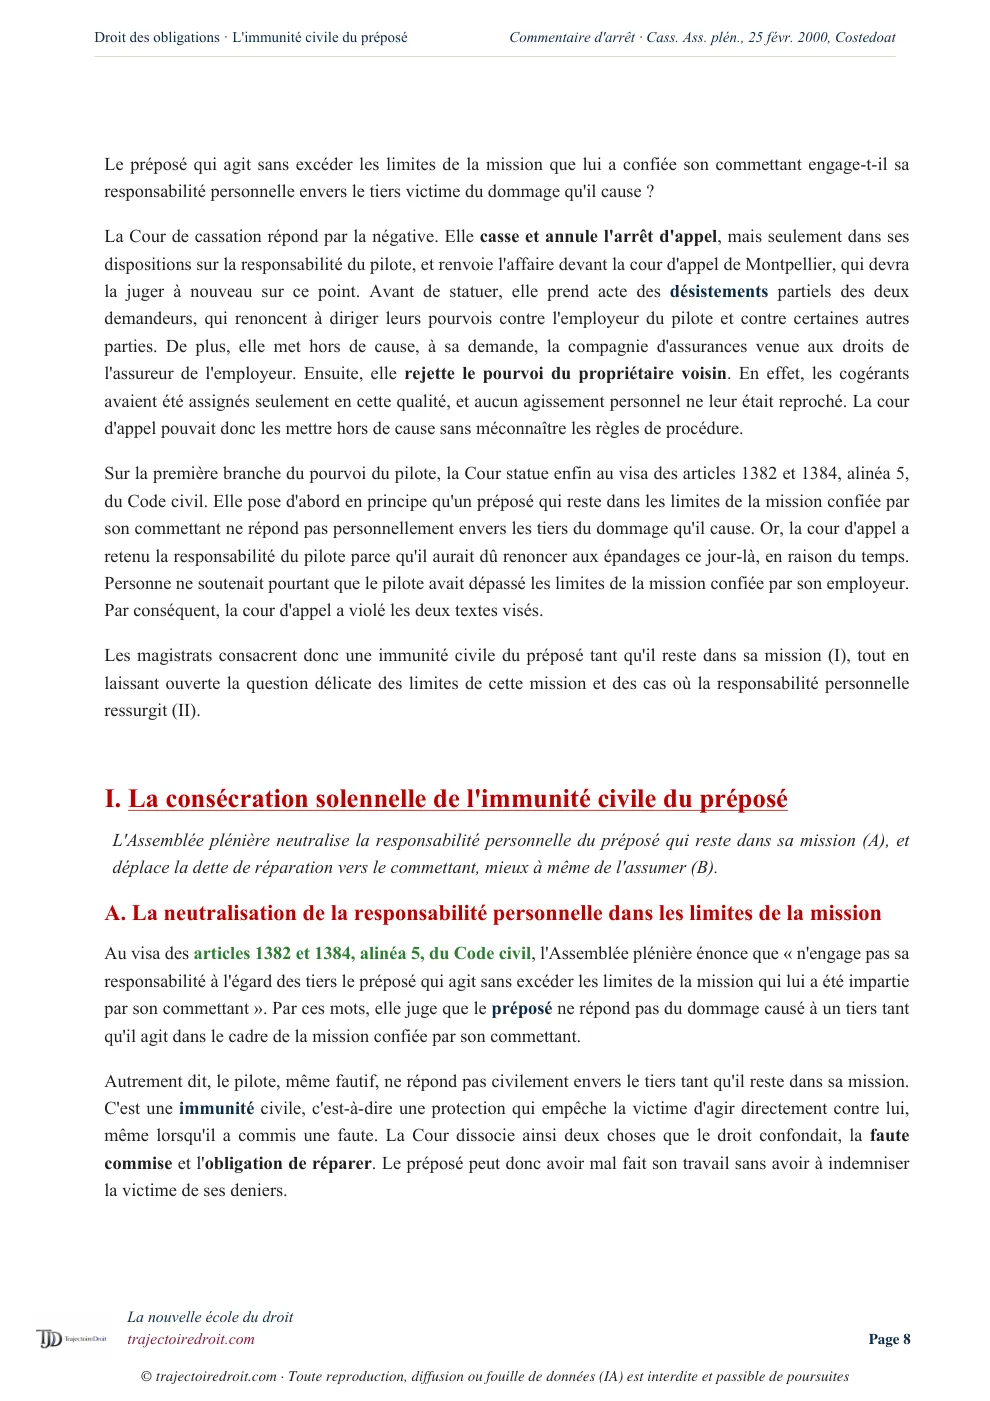 Droit des obligations · L'immunité civile du préposé
Commentaire d'arrêt · Cass. Ass. plén., 25 févr. 2000, Costedoat
Le préposé qui agit sans excéder les limites de la mission que lui a confiée son commettant engage-t-il sa
responsabilité personnelle envers le tiers victime du dommage qu'il cause ?
La Cour de cassation répond par la négative. Elle casse et annule l'arrêt d'appel, mais seulement dans ses
dispositions sur la responsabilité du pilote, et renvoie l'affaire devant la cour d'appel de Montpellier, qui devra
la juger à nouveau sur ce point. Avant de statuer, elle prend acte des désistements partiels des deux
demandeurs, qui renoncent à diriger leurs pourvois contre l'employeur du pilote et contre certaines autres
parties. De plus, elle met hors de cause, à sa demande, la compagnie d'assurances venue aux droits de
l'assureur de l'employeur. Ensuite, elle rejette le pourvoi du propriétaire voisin. En effet, les cogérants
avaient été assignés seulement en cette qualité, et aucun agissement personnel ne leur était reproché. La cour
d'appel pouvait donc les mettre hors de cause sans méconnaître les règles de procédure.
Sur la première branche du pourvoi du pilote, la Cour statue enfin au visa des articles 1382 et 1384, alinéa 5,
du Code civil. Elle pose d'abord en principe qu'un préposé qui reste dans les limites de la mission confiée par
son commettant ne répond pas personnellement envers les tiers du dommage qu'il cause. Or, la cour d'appel a
retenu la responsabilité du pilote parce qu'il aurait dû renoncer aux épandages ce jour-là, en raison du temps.
Personne ne soutenait pourtant que le pilote avait dépassé les limites de la mission confiée par son employeur.
Par conséquent, la cour d'appel a violé les deux textes visés.
Les magistrats consacrent donc une immunité civile du préposé tant qu'il reste dans sa mission (I), tout en
laissant ouverte la question délicate des limites de cette mission et des cas où la responsabilité personnelle
ressurgit (II).
I. La consécration solennelle de l'immunité civile du préposé
L'Assemblée plénière neutralise la responsabilité personnelle du préposé qui reste dans sa mission (A), et
déplace la dette de réparation vers le commettant, mieux à même de l'assumer (B).
A. La neutralisation de la responsabilité personnelle dans les limites de la mission
Au visa des articles 1382 et 1384, alinéa 5, du Code civil, l'Assemblée plénière énonce que « n'engage pas sa
responsabilité à l'égard des tiers le préposé qui agit sans excéder les limites de la mission qui lui a été impartie
par son commettant ». Par ces mots, elle juge que le préposé ne répond pas du dommage causé à un tiers tant
qu'il agit dans le cadre de la mission confiée par son commettant.
Autrement dit, le pilote, même fautif, ne répond pas civilement envers le tiers tant qu'il reste dans sa mission.
C'est une immunité civile, c'est-à-dire une protection qui empêche la victime d'agir directement contre lui,
même lorsqu'il a commis une faute. La Cour dissocie ainsi deux choses que le droit confondait, la faute
commise et l'obligation de réparer. Le préposé peut donc avoir mal fait son travail sans avoir à indemniser
la victime de ses deniers.
La nouvelle école du droit
TJD TrajectoireDroit
trajectoiredroit.com
Page 8
© trajectoiredroit.com · Toute reproduction, diffusion ou fouille de données (IA) est interdite et passible de poursuites